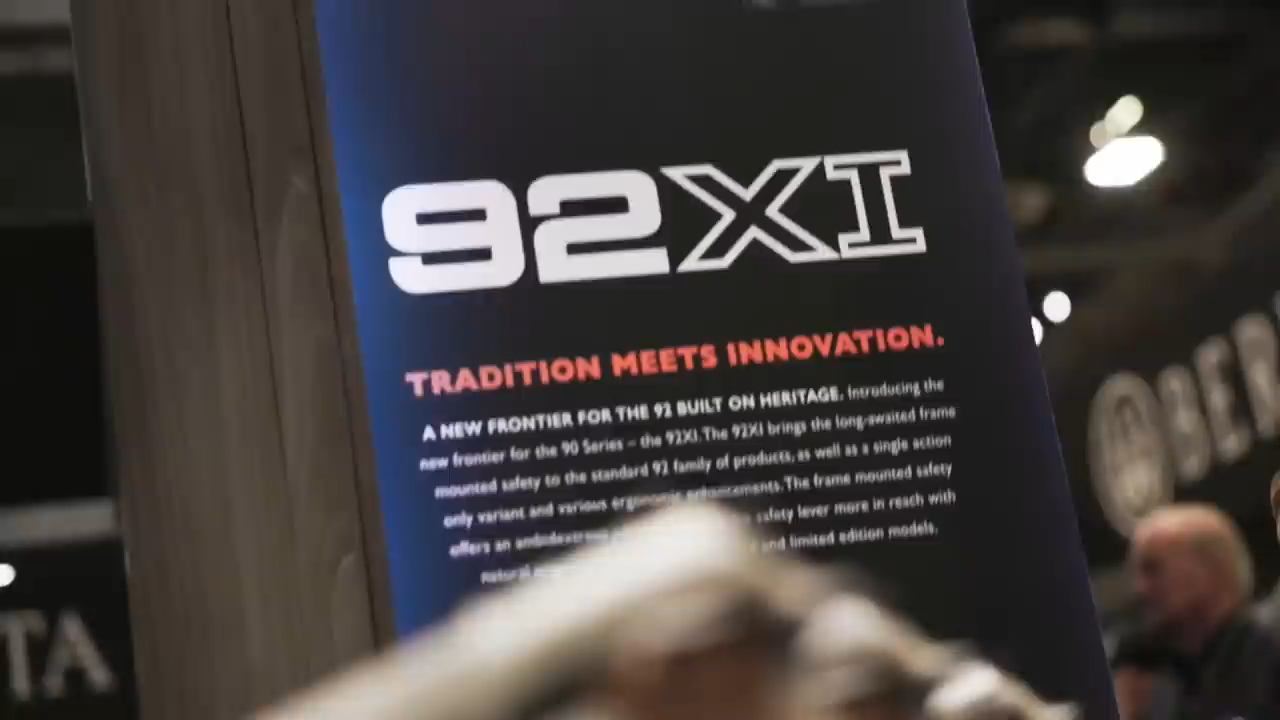 92XI
TRADITION MEETS INNOVATION.
A NEW FRONTIER FOR THE 92 BUILT ON HERITAGE. Introducing the
new frontier for the 90 Series – the 92XI. The 92XI brings the long-awaited frame
mounted safety to the standard 92 family of products, as well as a single action
only variant and various ergonomic enhancements. The frame mounted safety
offers an ambidextrous safety lever more in reach with
natural and limited edition models.
BER
TA